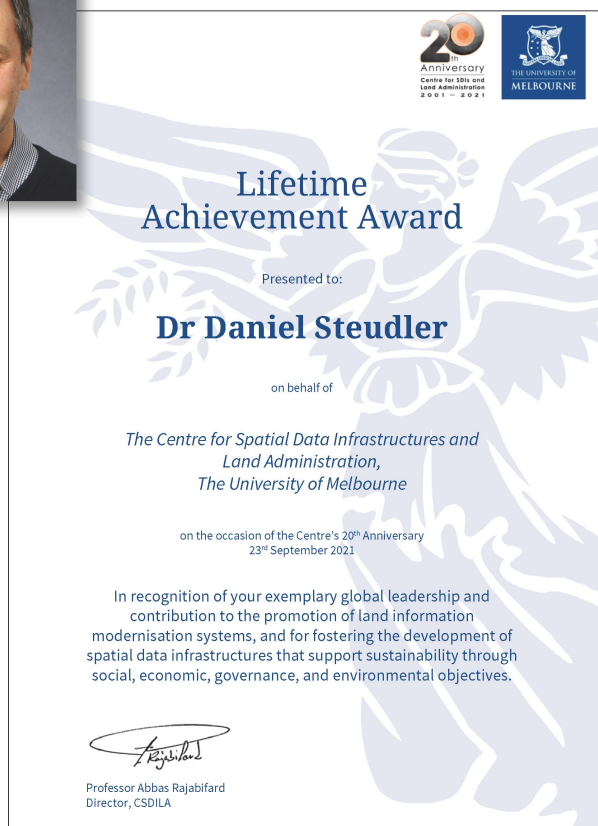 20th
Anniversary
Centre for SDIs and
Land Administration
2001 – 2021
THE UNIVERSITY OF
MELBOURNE
Lifetime
Achievement Award
Presented to:
Dr Daniel Steudler
on behalf of
The Centre for Spatial Data Infrastructures and
Land Administration,
The University of Melbourne
on the occasion of the Centre's 20th Anniversary
23rd September 2021
In recognition of your exemplary global leadership and
contribution to the promotion of land information
modernisation systems, and for fostering the development of
spatial data infrastructures that support sustainability through
social, economic, governance, and environmental objectives.
A. Rajabifard
Professor Abbas Rajabifard
Director, CSDILA